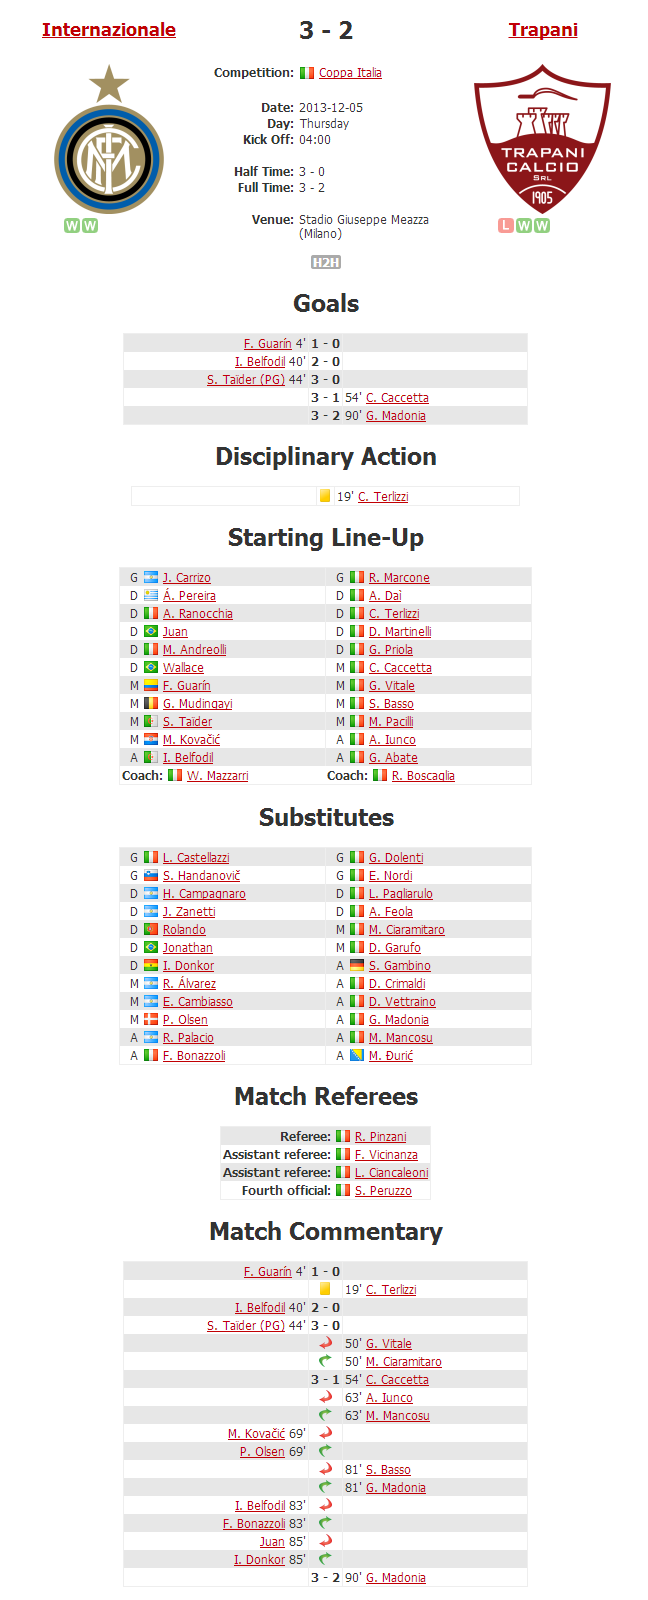 Internazionale 3 - 2 Trapani
Competition: Coppa Italia
Date: 2013-12-05
Day: Thursday
Kick Off: 04:00
Half Time: 3 - 0
Full Time: 3 - 2
Venue: Stadio Giuseppe Meazza
(Milano)
TRAPANI
CALCIO
SRL
1905
W W
L W W
H2H
Goals
F. Guarín 4' 1 - 0
I. Belfodil 40' 2 - 0
S. Taïder (PG) 44' 3 - 0
3 - 1 54' C. Caccetta
3 - 2 90' G. Madonia
Disciplinary Action
19' C. Terlizzi
Starting Line-Up
G J. Carrizo G R. Marcone
D Á. Pereira D A. Daì
D A. Ranocchia D C. Terlizzi
D Juan D D. Martinelli
D M. Andreolli D G. Priola
D Wallace M C. Caccetta
M F. Guarín M G. Vitale
M G. Mudingayi M S. Basso
M S. Taïder M M. Pacilli
M M. Kovačić A A. Iunco
A I. Belfodil A G. Abate
Coach: W. Mazzarri Coach: R. Boscaglia
Substitutes
G L. Castellazzi G G. Dolenti
G S. Handanovič G E. Nordi
D H. Campagnaro D L. Pagliarulo
D J. Zanetti D A. Feola
D Rolando M M. Ciaramitaro
D Jonathan M D. Garufo
D I. Donkor A S. Gambino
M R. Álvarez A D. Crimaldi
M E. Cambiasso A D. Vettraino
M P. Olsen A G. Madonia
A R. Palacio A M. Mancosu
A F. Bonazzoli A M. Đurić
Match Referees
Referee: R. Pinzani
Assistant referee: F. Vicinanza
Assistant referee: L. Ciancaleoni
Fourth official: S. Peruzzo
Match Commentary
F. Guarín 4' 1 - 0
19' C. Terlizzi
I. Belfodil 40' 2 - 0
S. Taïder (PG) 44' 3 - 0
50' G. Vitale
50' M. Ciaramitaro
3 - 1 54' C. Caccetta
63' A. Iunco
63' M. Mancosu
M. Kovačić 69'
P. Olsen 69'
81' S. Basso
81' G. Madonia
I. Belfodil 83'
F. Bonazzoli 83'
Juan 85'
I. Donkor 85'
3 - 2 90' G. Madonia